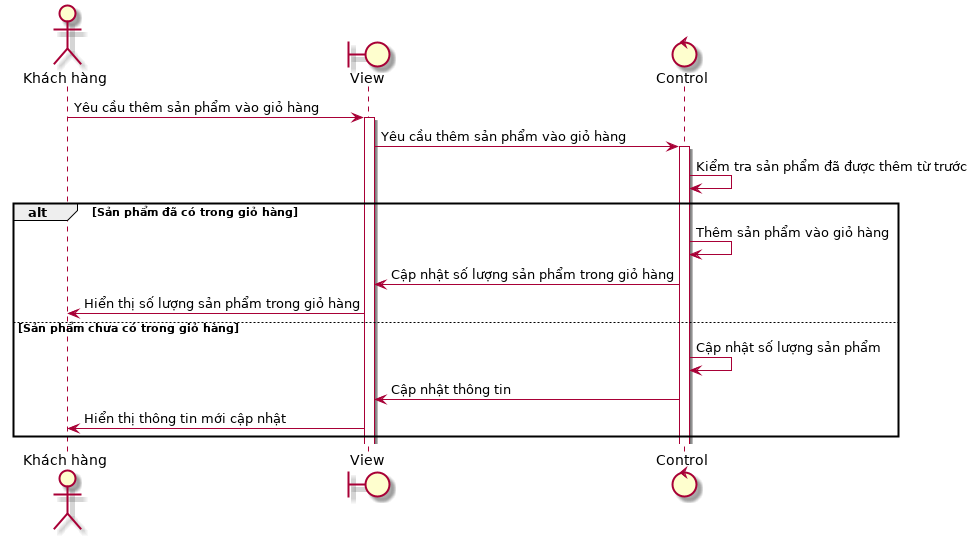 Khách hàng
View
Control
Yêu cầu thêm sản phẩm vào giỏ hàng
Yêu cầu thêm sản phẩm vào giỏ hàng
Kiểm tra sản phẩm đã được thêm từ trước
alt
[Sản phẩm đã có trong giỏ hàng]
Thêm sản phẩm vào giỏ hàng
Cập nhật số lượng sản phẩm trong giỏ hàng
Hiển thị số lượng sản phẩm trong giỏ hàng
[Sản phẩm chưa có trong giỏ hàng]
Cập nhật số lượng sản phẩm
Cập nhật thông tin
Hiển thị thông tin mới cập nhật
Khách hàng
View
Control